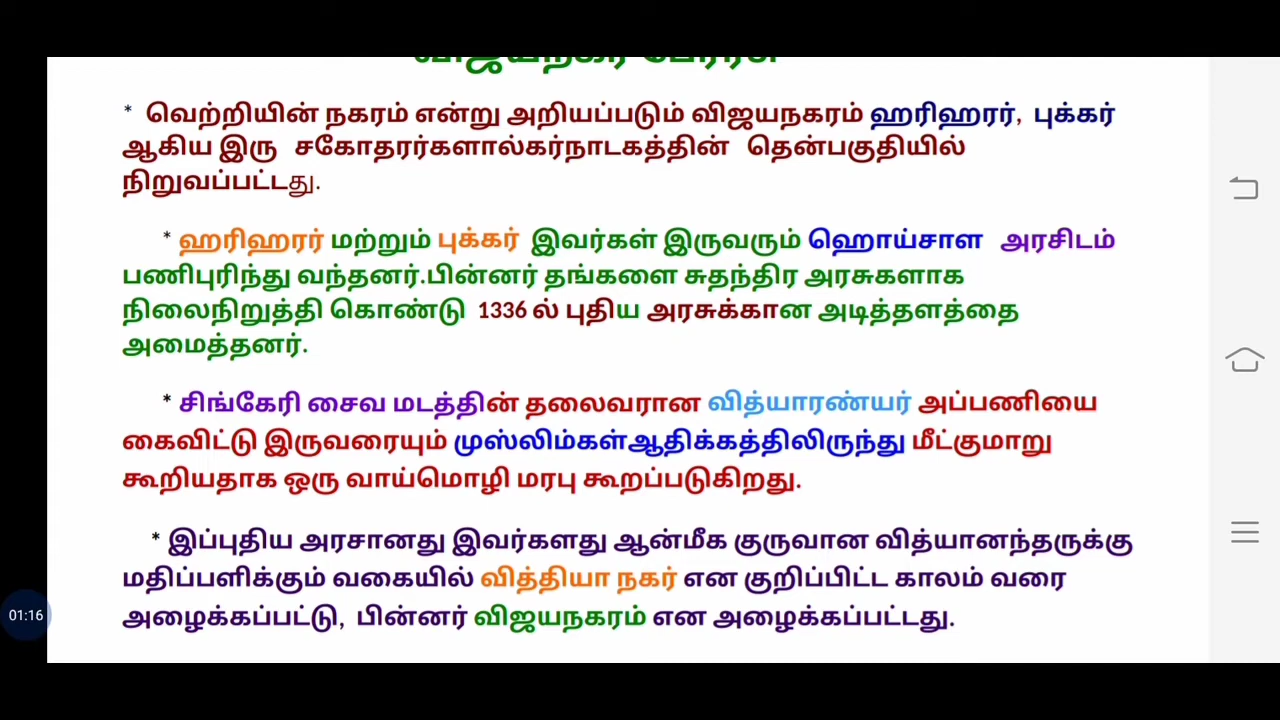 விஜயநகர பேரரசு
* வெற்றியின் நகரம் என்று அறியப்படும் விஜயநகரம் ஹரிஹரர், புக்கர்
ஆகிய இரு சகோதரர்களால்கர்நாடகத்தின் தென்பகுதியில்
நிறுவப்பட்டது.
* ஹரிஹரர் மற்றும் புக்கர் இவர்கள் இருவரும் ஹொய்சாள அரசிடம்
பணிபுரிந்து வந்தனர்.பின்னர் தங்களை சுதந்திர அரசுகளாக
நிலைநிறுத்தி கொண்டு 1336 ல் புதிய அரசுக்கான அடித்தளத்தை
அமைத்தனர்.
* சிங்கேரி சைவ மடத்தின் தலைவரான வித்யாரண்யர் அப்பணியை
கைவிட்டு இருவரையும் முஸ்லிம்கள்ஆதிக்கத்திலிருந்து மீட்குமாறு
கூறியதாக ஒரு வாய்மொழி மரபு கூறப்படுகிறது.
* இப்புதிய அரசானது இவர்களது ஆன்மீக குருவான வித்யானந்தருக்கு
மதிப்பளிக்கும் வகையில் வித்தியா நகர் என குறிப்பிட்ட காலம் வரை
அழைக்கப்பட்டு, பின்னர் விஜயநகரம் என அழைக்கப்பட்டது.
01:16